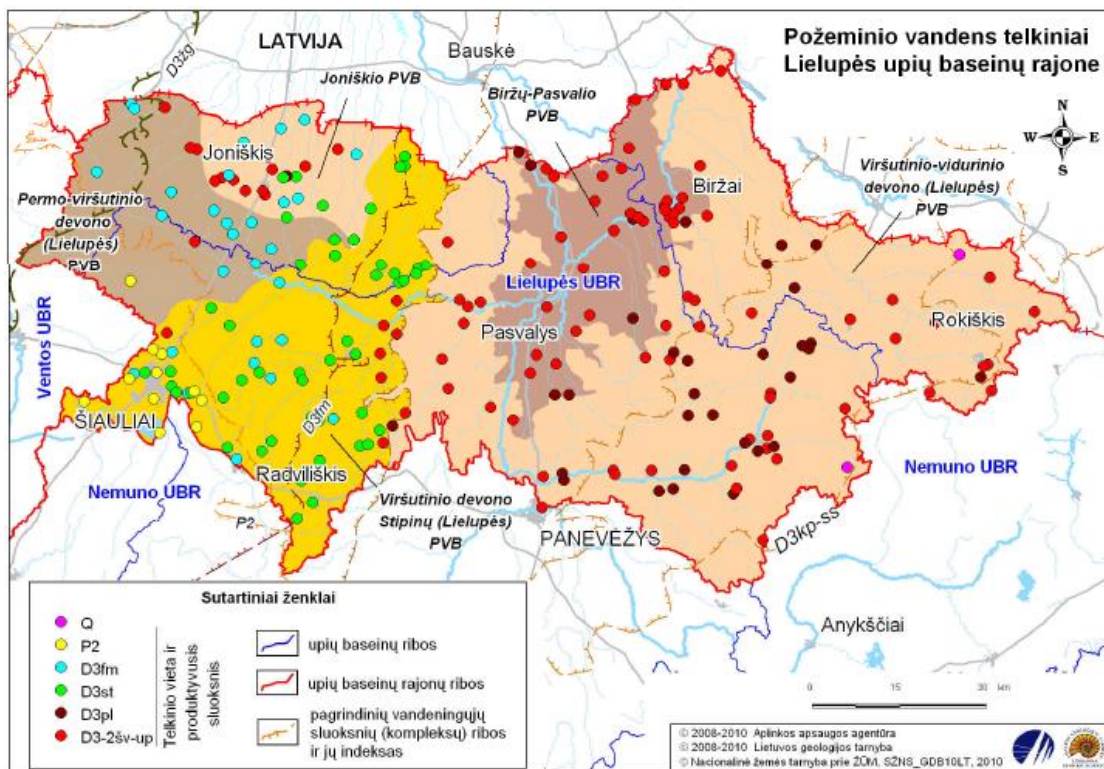 Požeminio vandens telkiniai
Lielupės upių baseinų rajone
LATVIJA
Bauskė
D3žg
Joniškio PVB
Biržų-Pasvalio
PVB
N
W E
S
Joniškis
Biržai
Viršutinio-vidurinio
devono (Lielupės)
PVB
Permo-viršutinio
devono
(Lielupės)
PVB
Lielupės UBR
Ventos UBR
Pasvalys
Rokiškis
ŠIAULIAI
D3fm
Radviliškis
Nemuno UBR
Nemuno UBR
Viršutinio devono
Stipinų (Lielupės)
PVB
P2
PANEVĖŽYS
D3kp-ss
Anykščiai
Sutartiniai ženklai
Q
P2
D3fm
D3st
D3pl
D3-2šv-up
Telkinio vieta ir
produktyvusis
sluoksnis
upių baseinų ribos
upių baseinų rajonų ribos
pagrindinių vandeningųjų
sluoksnių (kompleksų) ribos
ir jų indeksas
0 15 30 km
© 2008-2010 Aplinkos apsaugos agentūra
© 2008-2010 Lietuvos geologijos tarnyba
© Nacionalinė žemės tarnyba prie ŽŪM, SŽNS_GDB10LT, 2010